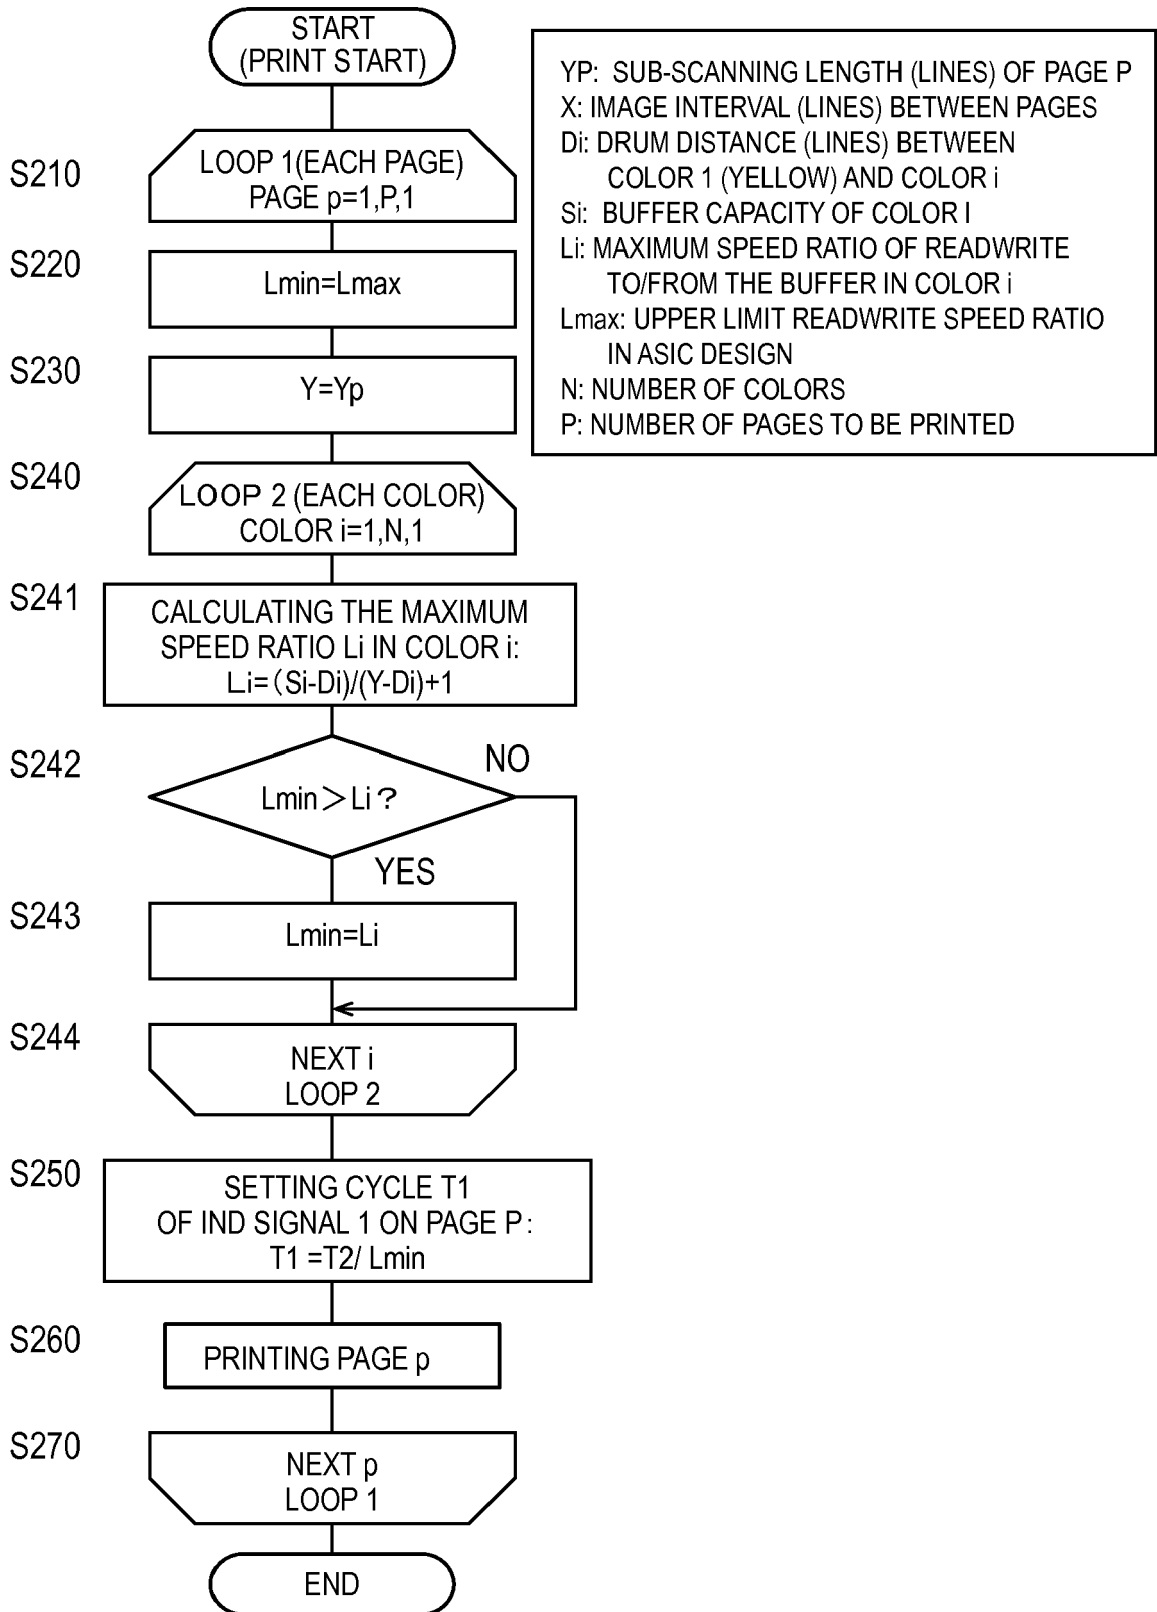 START
(PRINT START)
YP: SUB-SCANNING LENGTH (LINES) OF PAGE P
X: IMAGE INTERVAL (LINES) BETWEEN PAGES
Di: DRUM DISTANCE (LINES) BETWEEN
COLOR 1 (YELLOW) AND COLOR i
Si: BUFFER CAPACITY OF COLOR I
Li: MAXIMUM SPEED RATIO OF READWRITE
TO/FROM THE BUFFER IN COLOR i
Lmax: UPPER LIMIT READWRITE SPEED RATIO
IN ASIC DESIGN
N: NUMBER OF COLORS
P: NUMBER OF PAGES TO BE PRINTED
S210
LOOP 1(EACH PAGE)
PAGE p=1,P,1
S220
Lmin=Lmax
S230
Y=Yp
S240
LOOP 2 (EACH COLOR)
COLOR i=1,N,1
S241
CALCULATING THE MAXIMUM
SPEED RATIO Li IN COLOR i:
Li=(Si-Di)/(Y-Di)+1
S242
Lmin>Li?
NO
YES
S243
Lmin=Li
S244
NEXT i
LOOP 2
S250
SETTING CYCLE T1
OF IND SIGNAL 1 ON PAGE P:
T1 =T2/ Lmin
S260
PRINTING PAGE p
S270
NEXT p
LOOP 1
END